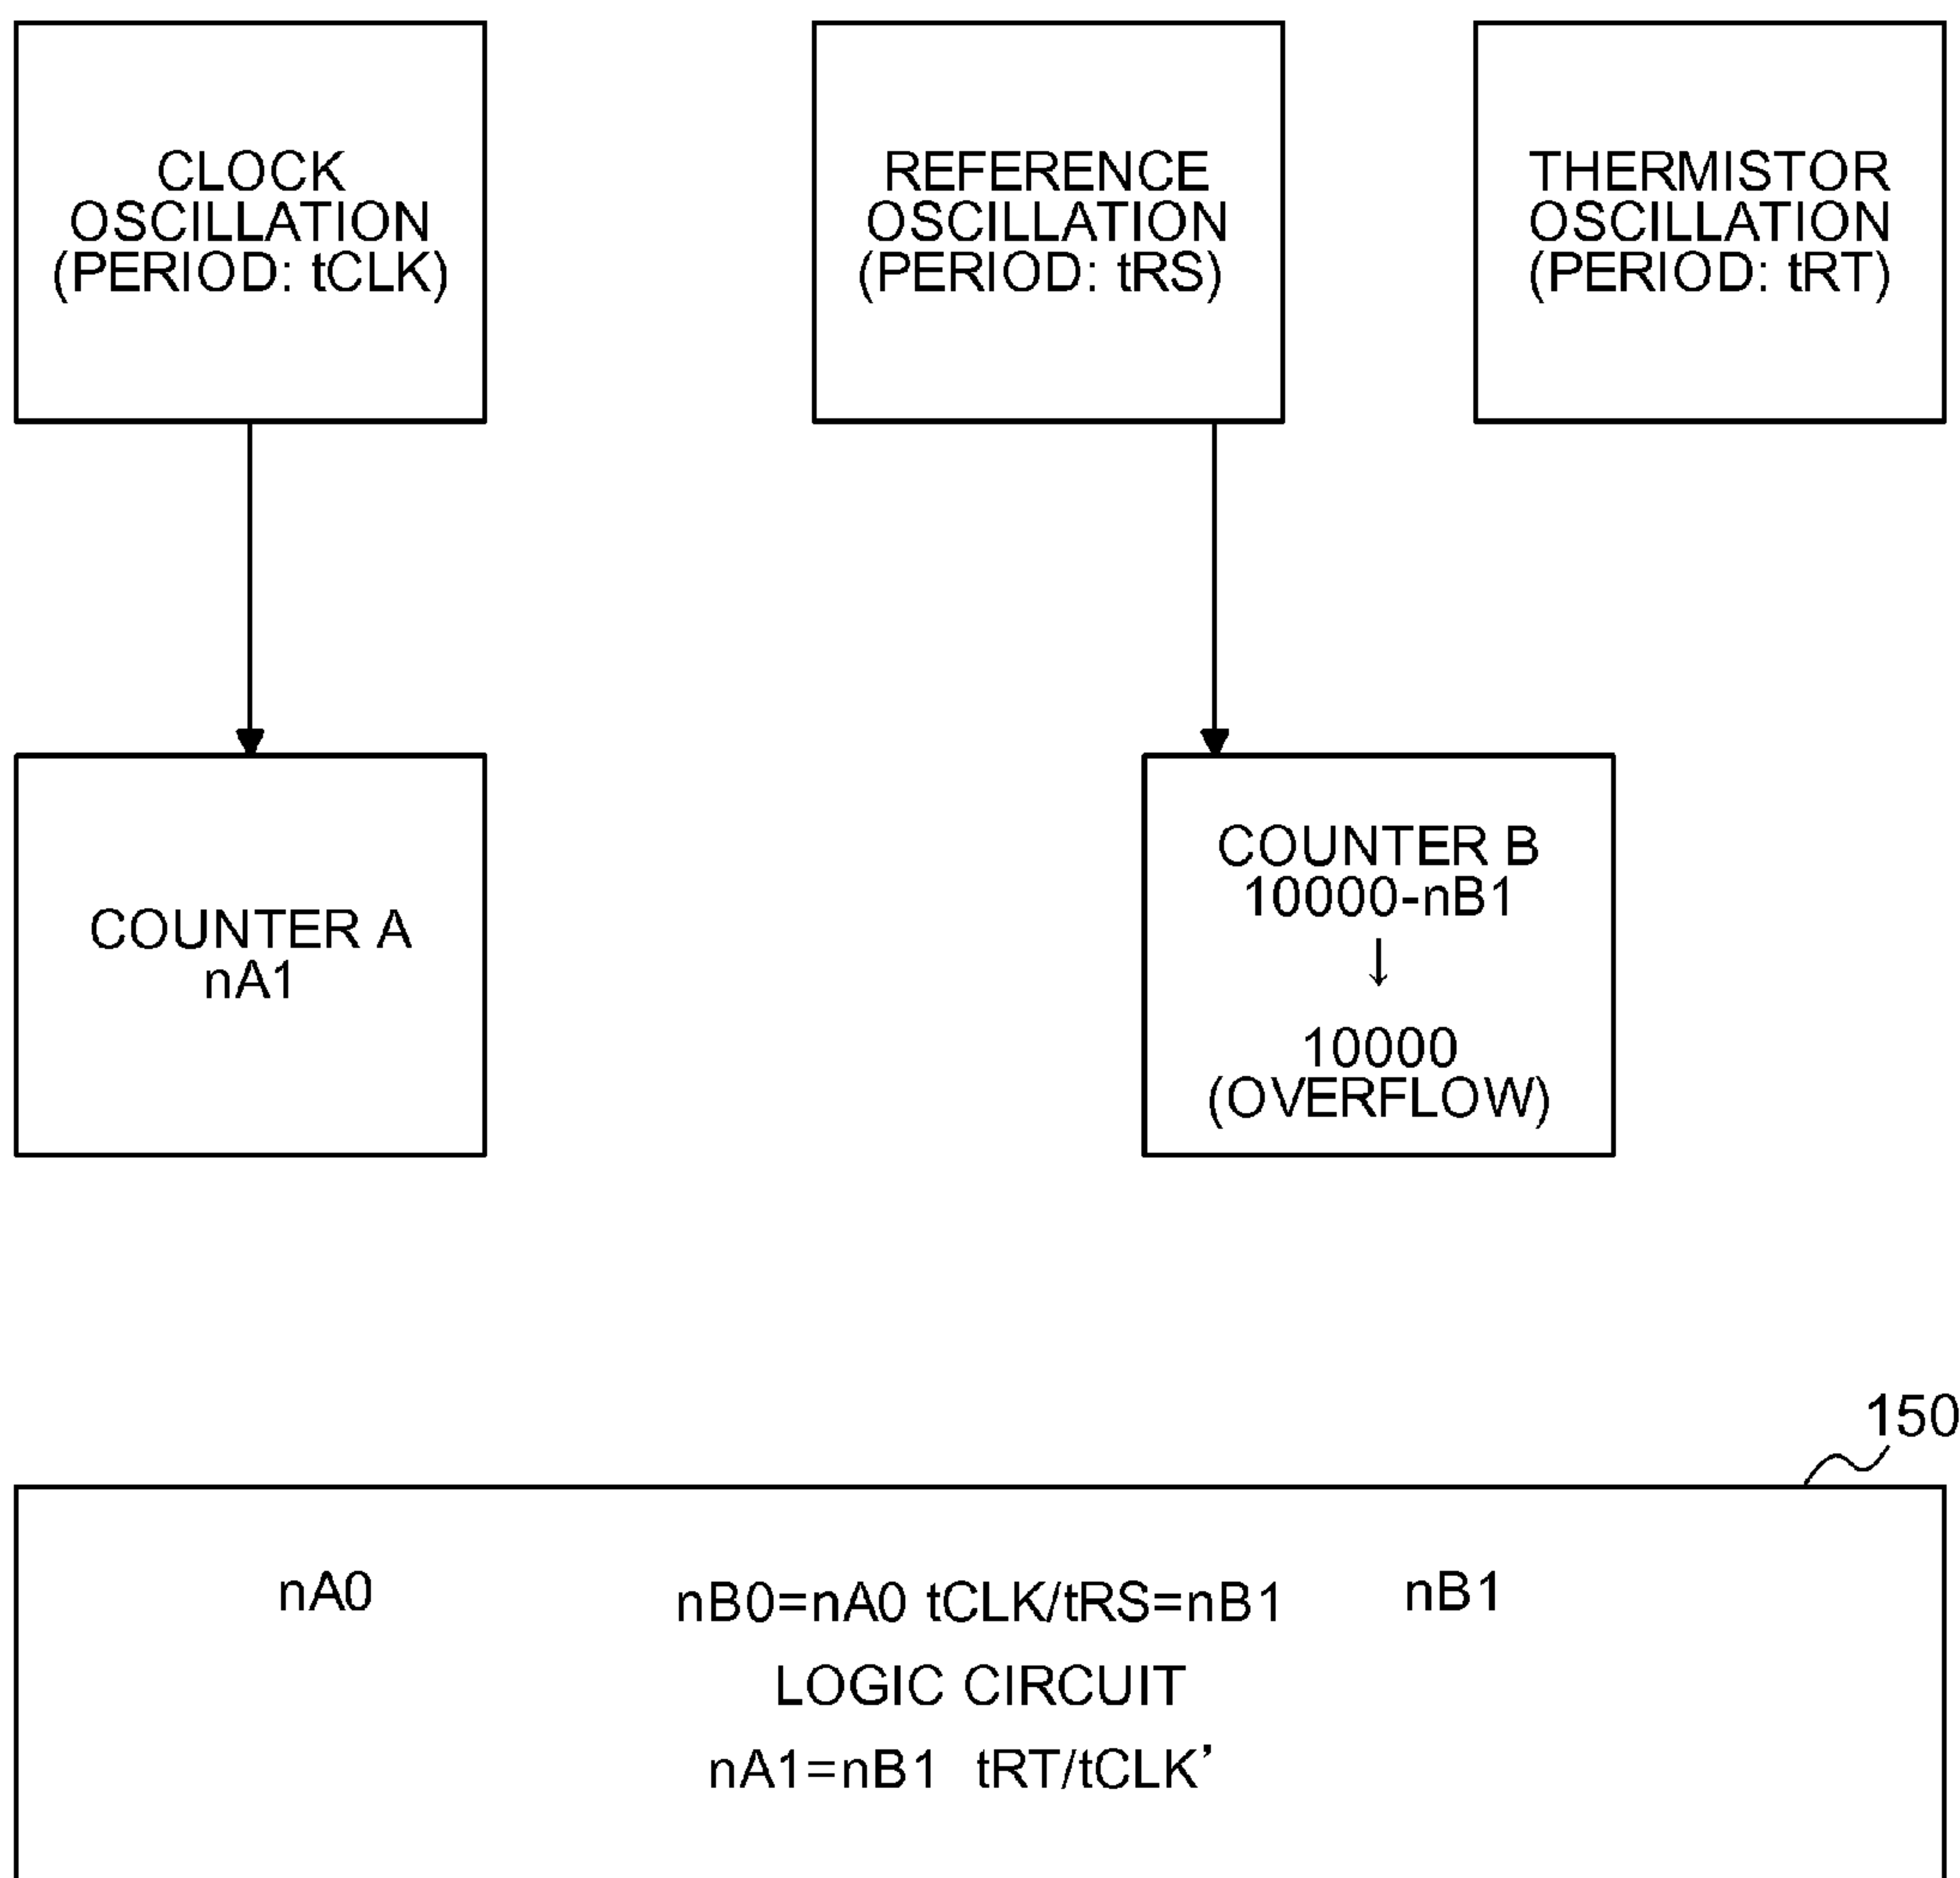 CLOCK
OSCILLATION
(PERIOD: tCLK)
REFERENCE
OSCILLATION
(PERIOD: tRS)
THERMISTOR
OSCILLATION
(PERIOD: tRT)
COUNTER A
nA1
COUNTER B
10000-nB1
↓
10000
(OVERFLOW)
150
nA0
nB0=nA0 tCLK/tRS=nB1
nB1
LOGIC CIRCUIT
nA1=nB1 tRT/tCLK’